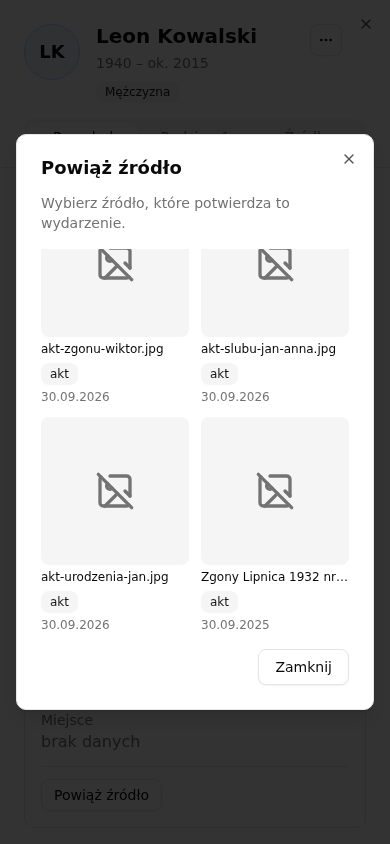 LK
Leon Kowalski
1940 – ok. 2015
Mężczyzna
Powiąż źródło
Wybierz źródło, które potwierdza to
wydarzenie.
akt-zgonu-wiktor.jpg
akt-slubu-jan-anna.jpg
akt
akt
30.09.2026
30.09.2026
akt-urodzenia-jan.jpg
Zgony Lipnica 1932 nr...
akt
akt
30.09.2026
30.09.2025
Zamknij
Miejsce
brak danych
Powiąż źródło